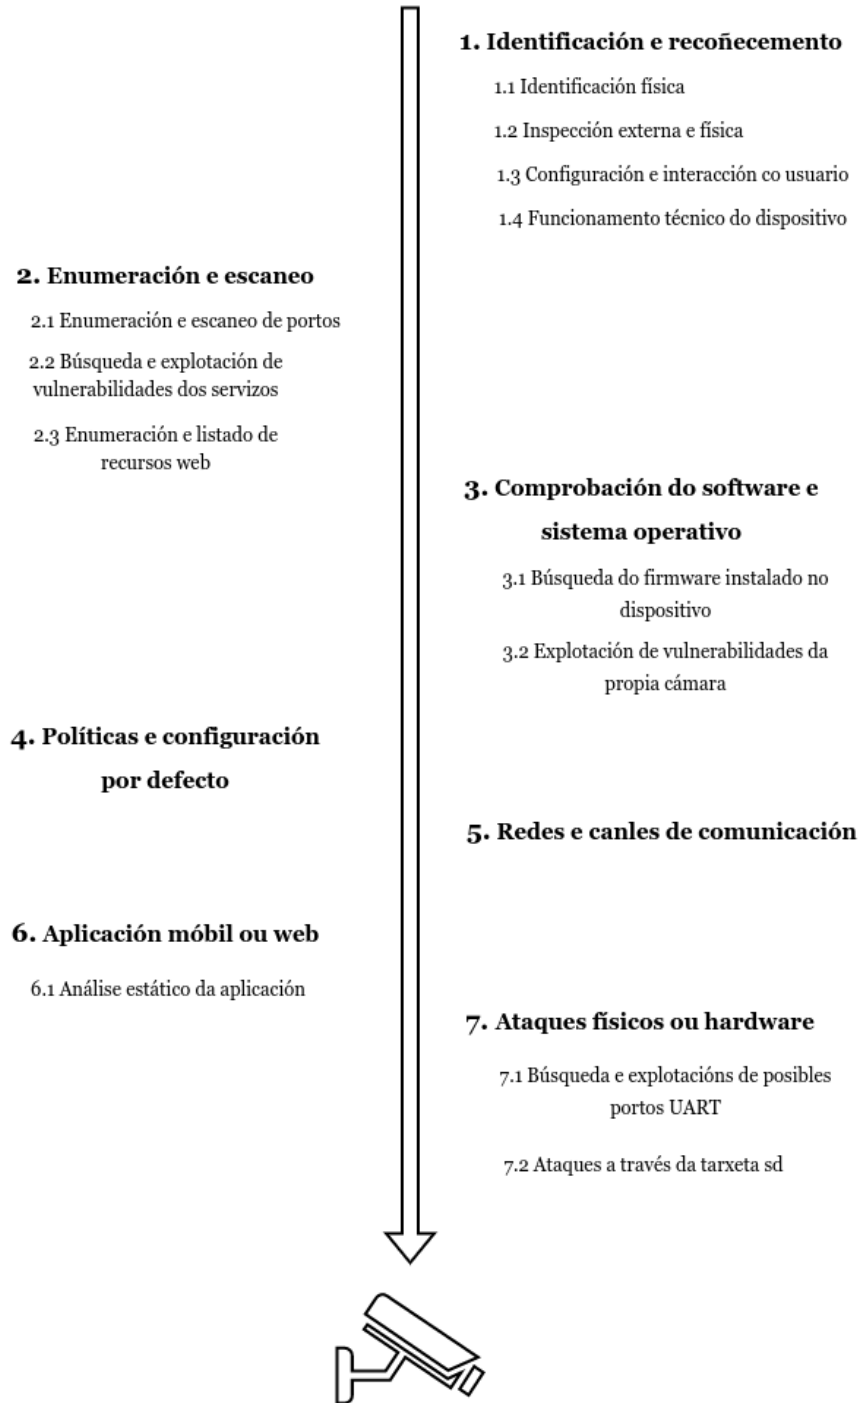 1. Identificación e recoñecemento
1.1 Identificación física
1.2 Inspección externa e física
1.3 Configuración e interacción co usuario
1.4 Funcionamento técnico do dispositivo
2. Enumeración e escaneo
2.1 Enumeración e escaneo de portos
2.2 Búsqueda e explotación de
vulnerabilidades dos servizos
2.3 Enumeración e listado de
recursos web
3. Comprobación do software e
sistema operativo
3.1 Búsqueda do firmware instalado no
dispositivo
3.2 Explotación de vulnerabilidades da
propia cámara
4. Políticas e configuración
por defecto
5. Redes e canles de comunicación
6. Aplicación móbil ou web
6.1 Análise estático da aplicación
7. Ataques físicos ou hardware
7.1 Búsqueda e explotacións de posibles
portos UART
7.2 Ataques a través da tarxeta sd